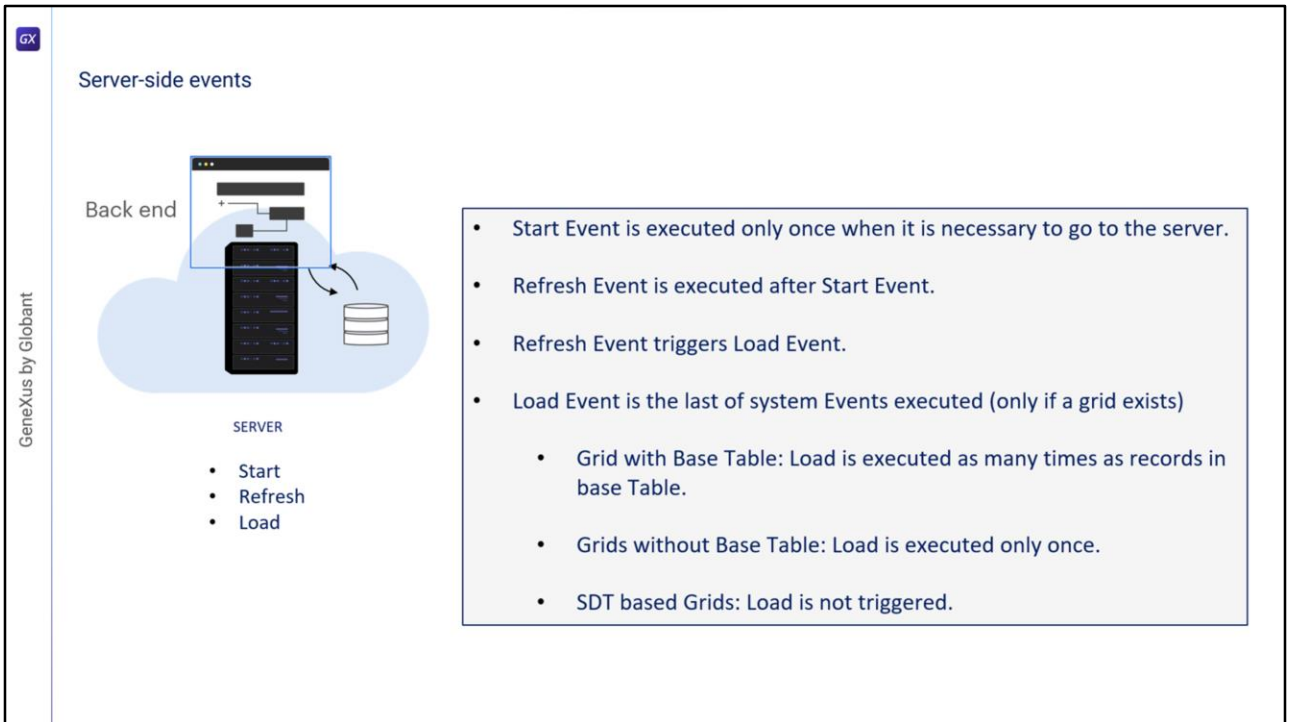 GX
Server-side events
Back end
SERVER
• Start
• Refresh
• Load
• Start Event is executed only once when it is necessary to go to the server.
• Refresh Event is executed after Start Event.
• Refresh Event triggers Load Event.
• Load Event is the last of system Events executed (only if a grid exists)
• Grid with Base Table: Load is executed as many times as records in
base Table.
• Grids without Base Table: Load is executed only once.
• SDT based Grids: Load is not triggered.
GeneXus by Globant